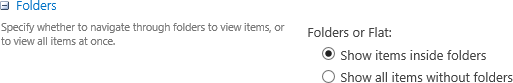 Folders
Specify whether to navigate through folders to view items, or
to view all items at once.
Folders or Flat:
Show items inside folders
Show all items without folders